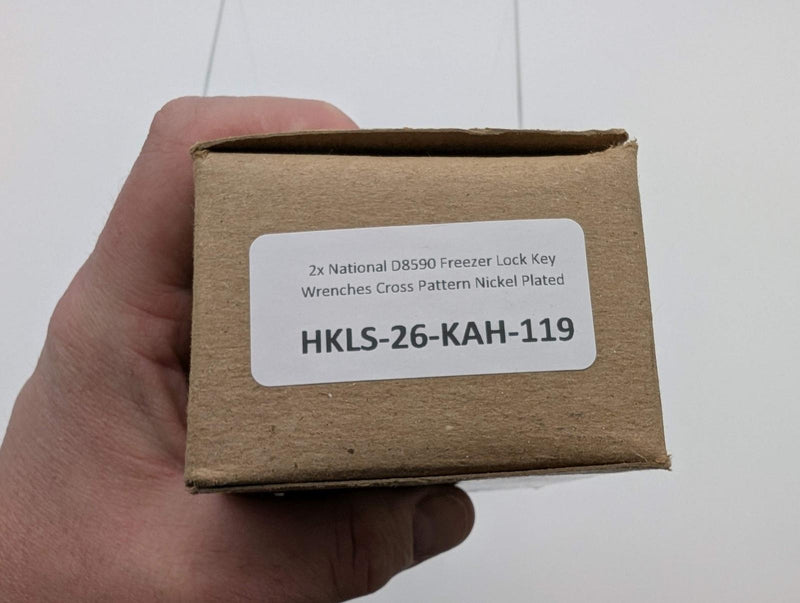 2x National D8590 Freezer Lock Key
Wrenches Cross Pattern Nickel Plated
HKLS-26-KAH-119